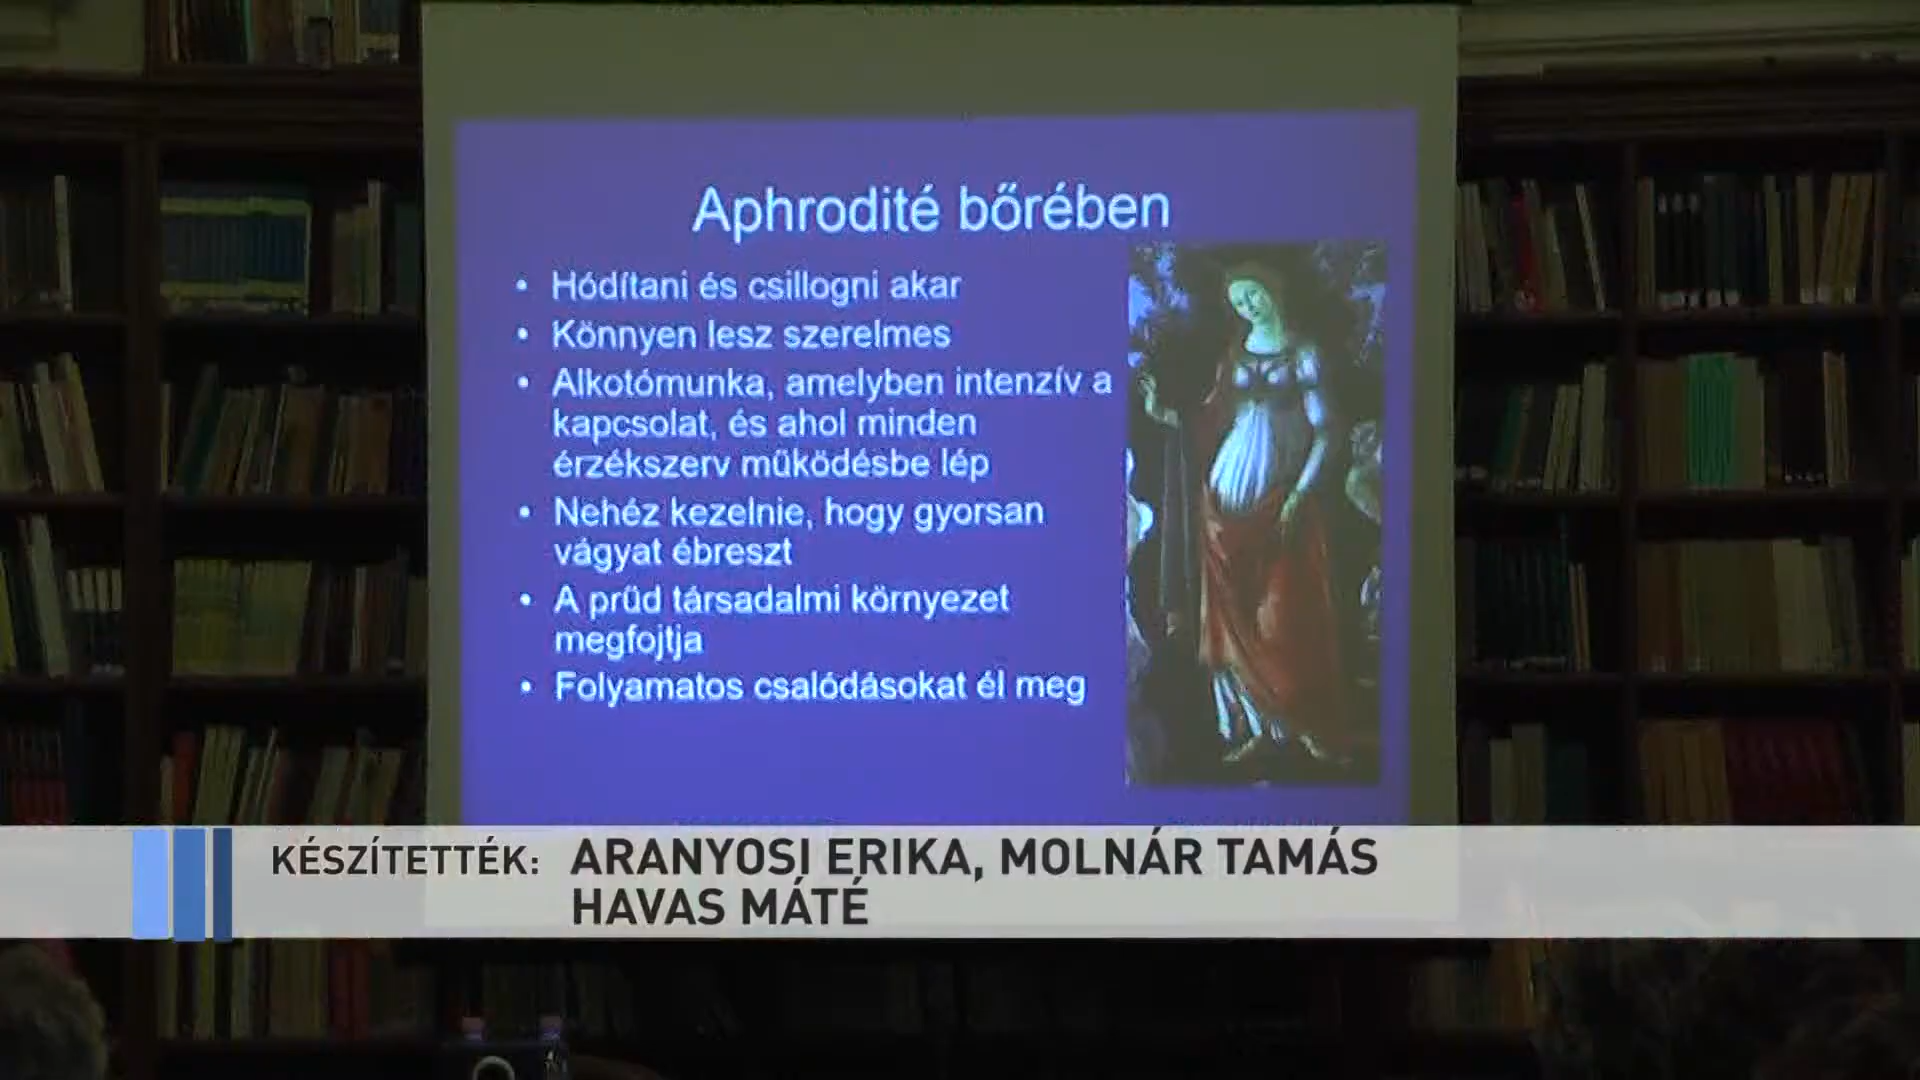 Aphrodité bőrében
• Hódítani és csillogni akar
• Könnyen lesz szerelmes
• Alkotómunka, amelyben intenzív a
kapcsolat, és ahol minden
érzékszerv működésbe lép
• Nehéz kezelnie, hogy gyorsan
vágyat ébreszt
• A prűd társadalmi környezet
megfojtja
• Folyamatos csalódásokat él meg
KÉSZÍTETTÉK: ARANYOSI ERIKA, MOLNÁR TAMÁS
HAVAS MÁTÉ